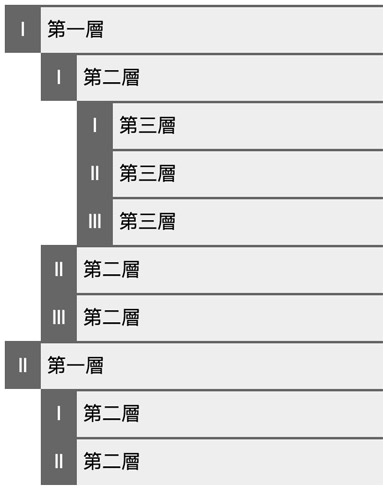 I 第一層
I 第二層
I 第三層
II 第三層
III 第三層
II 第二層
III 第二層
II 第一層
I 第二層
II 第二層